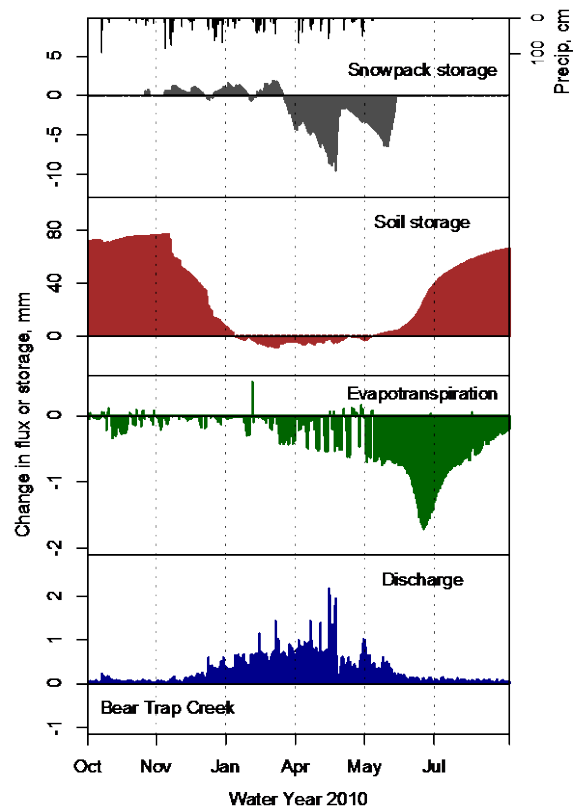 0
100
Precip, cm
5
0
-5
-10
Snowpack storage
80
40
0
Soil storage
Change in flux or storage, mm
0
-1
-2
Evapotranspiration
2
1
0
-1
Discharge
Bear Trap Creek
Oct Nov Jan Apr May Jul
Water Year 2010